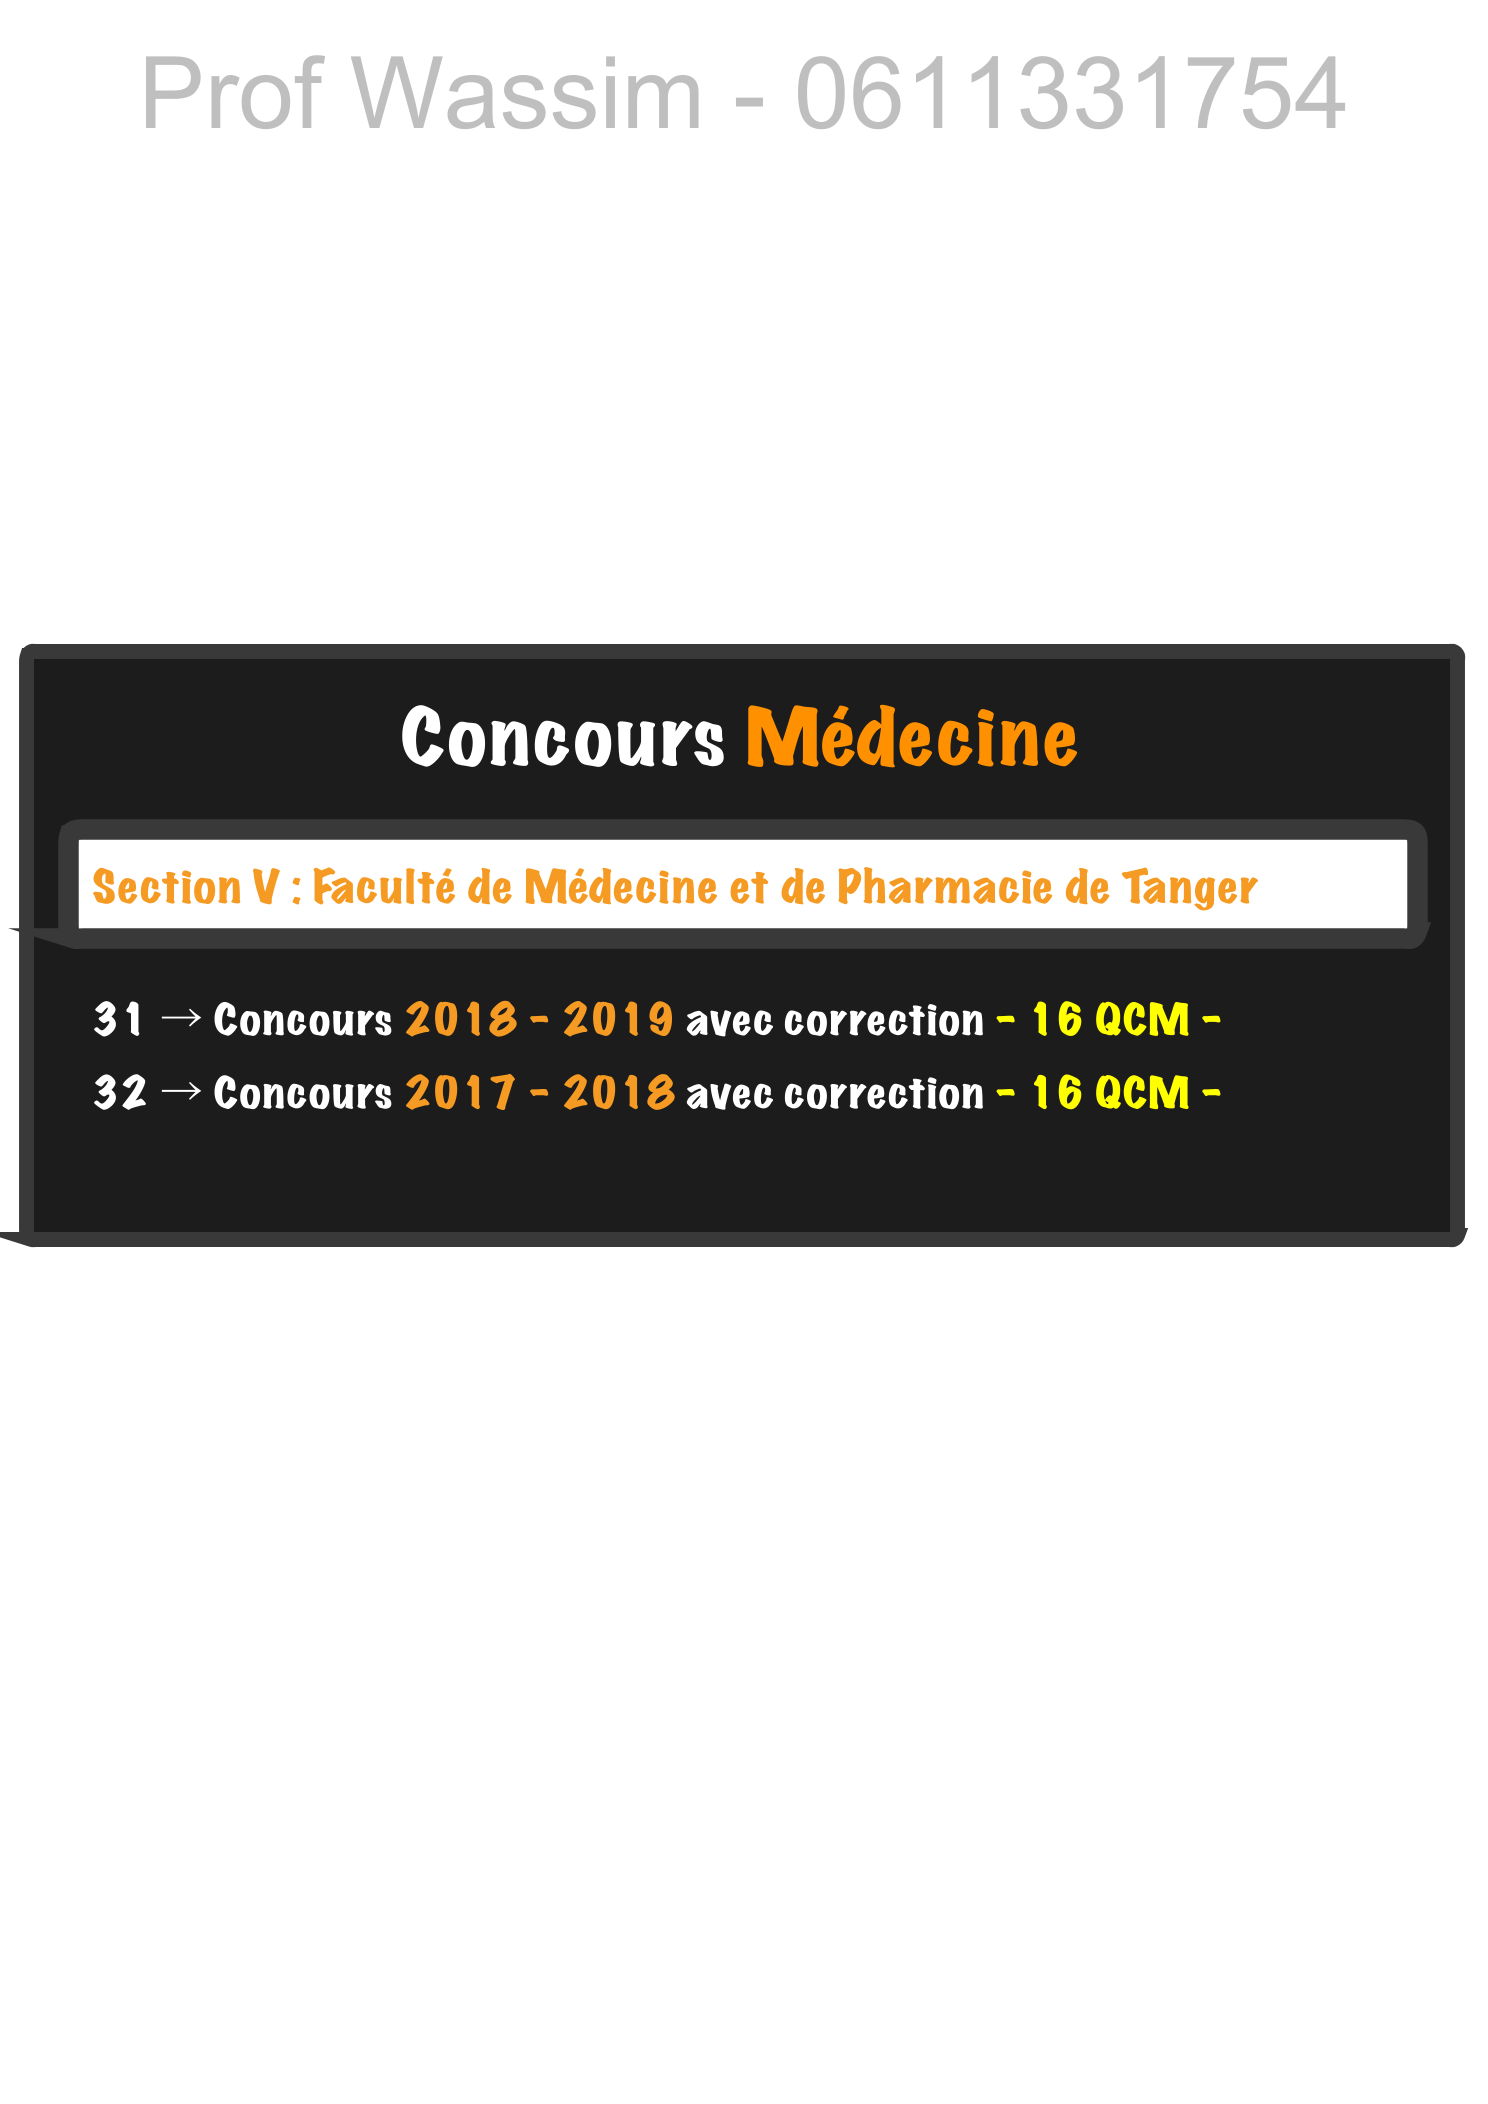 Prof Wassim - 0611331754
Concours Médecine
Section V : Faculté de Médecine et de Pharmacie de Tanger
31 → Concours 2018 - 2019 avec correction - 16 QCM -
32 → Concours 2017 - 2018 avec correction - 16 QCM -